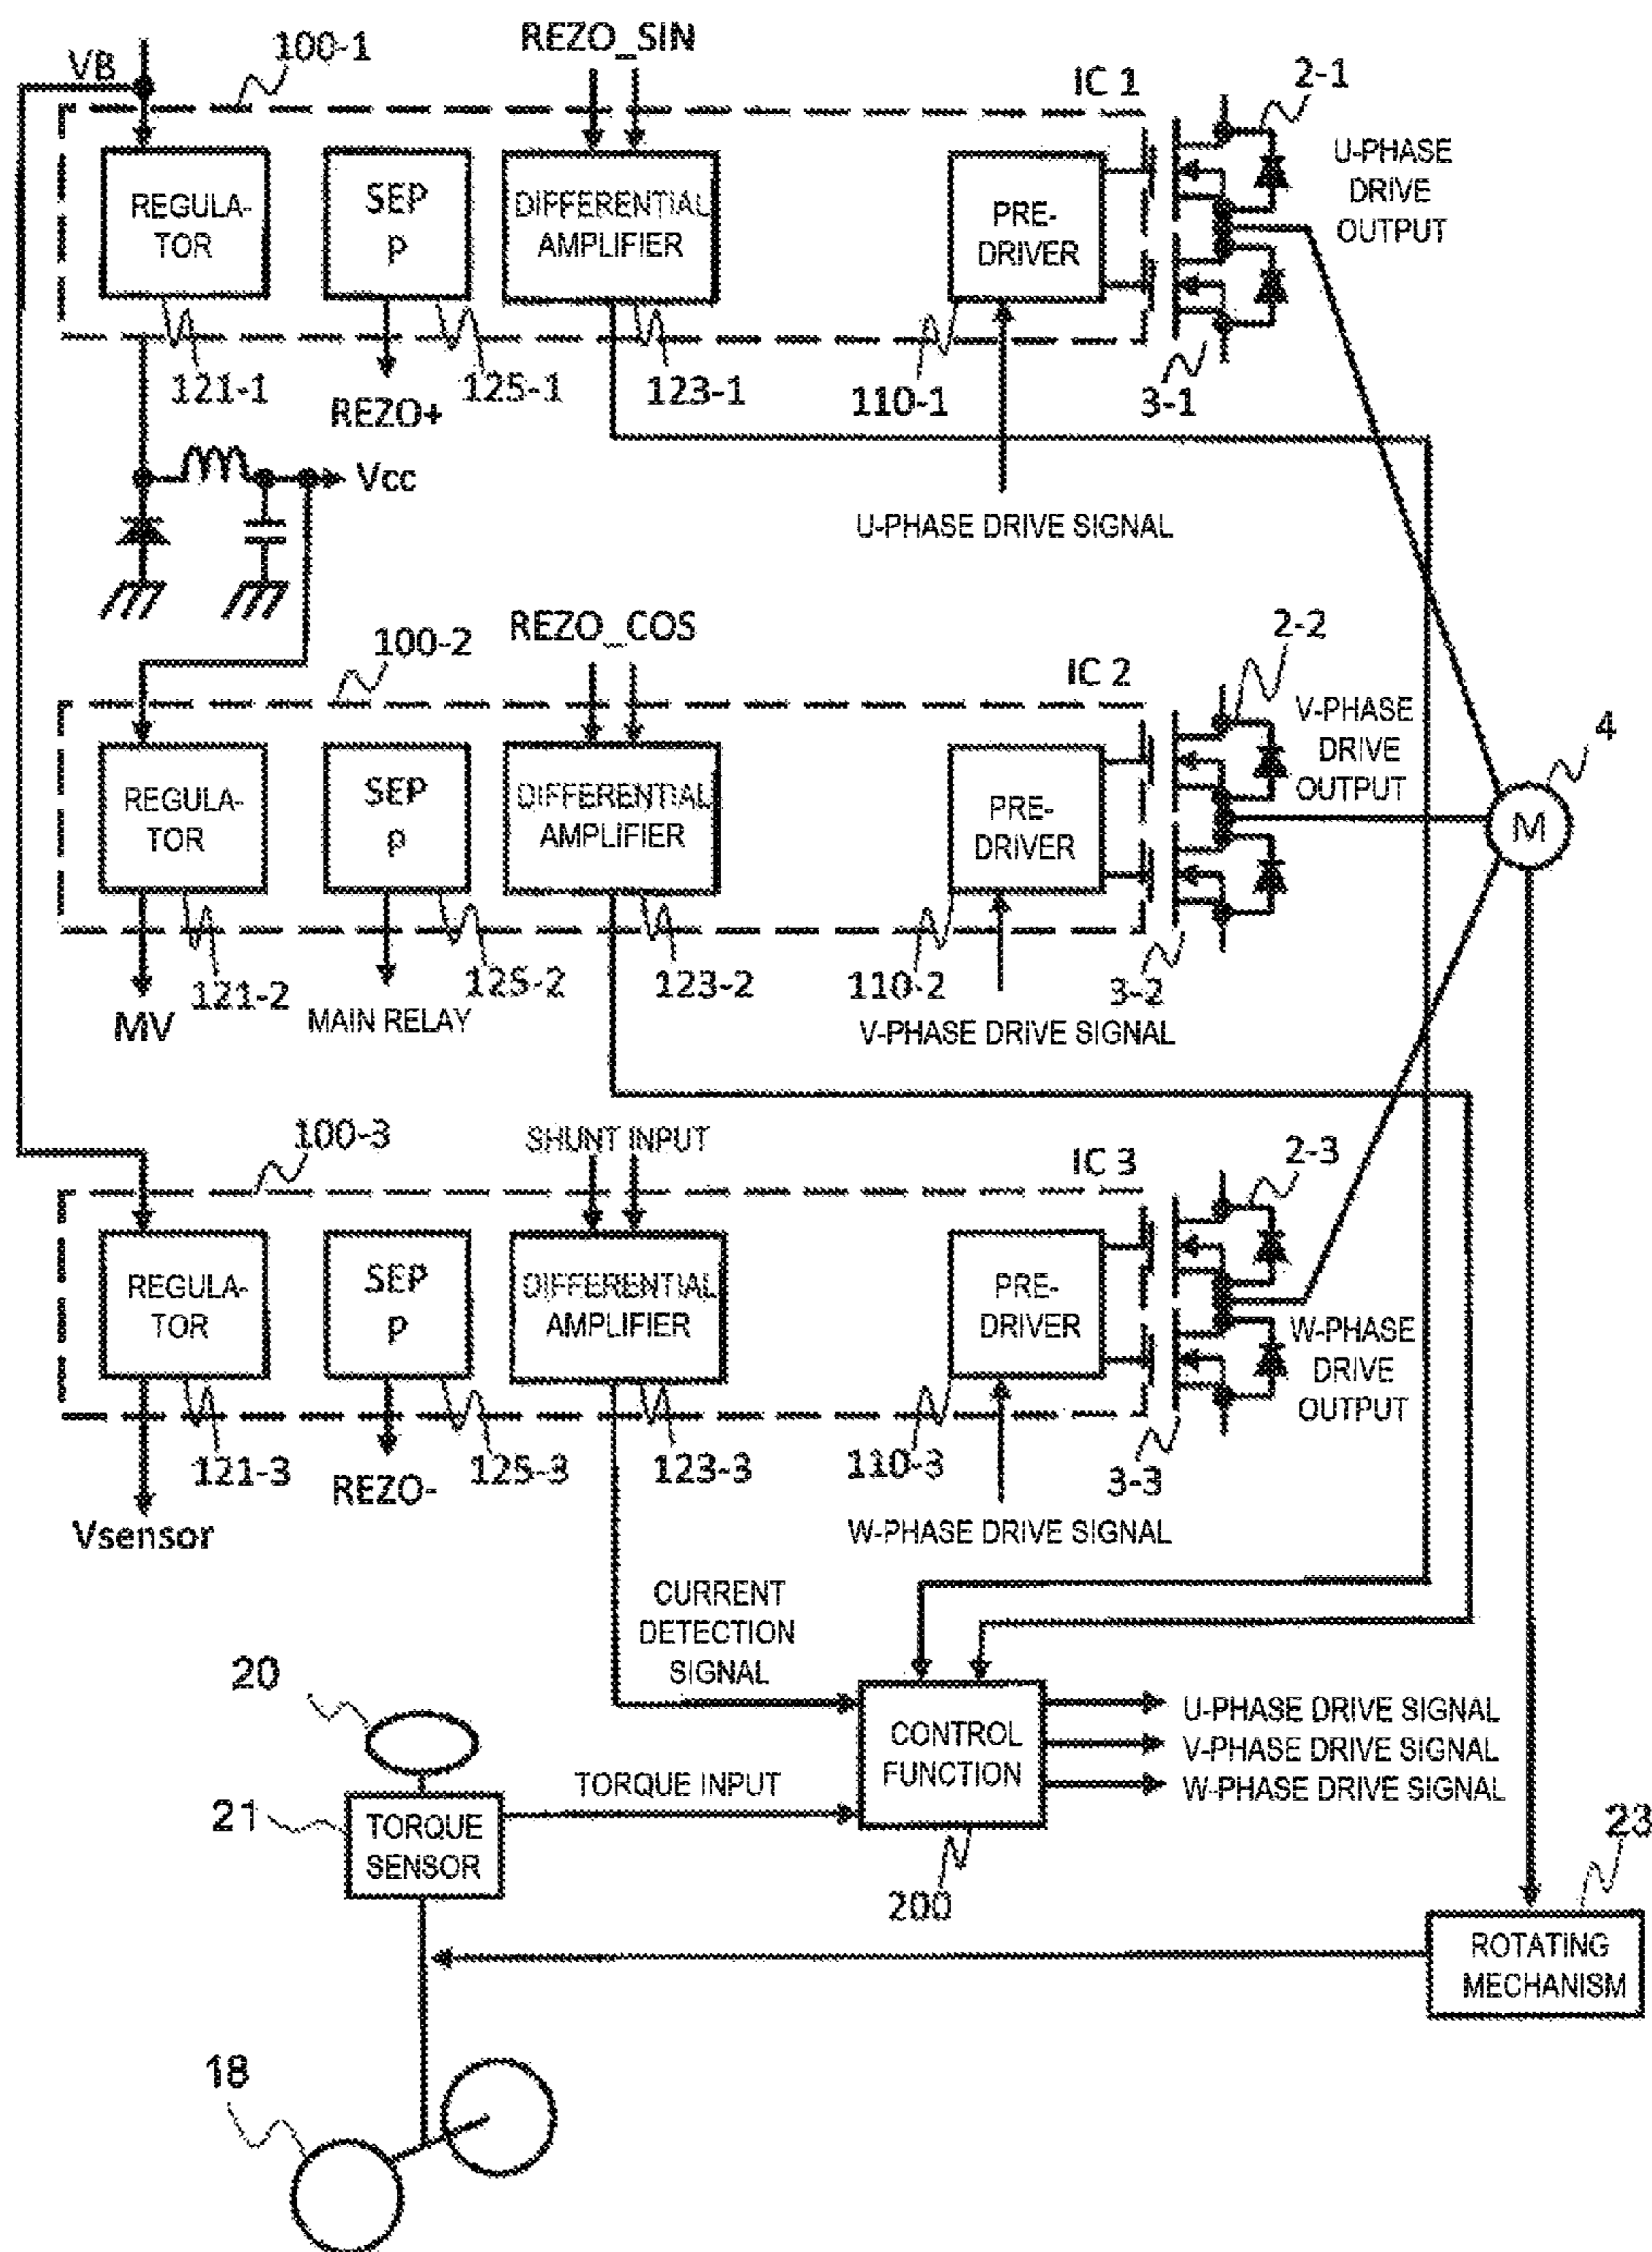 VB
100-1
REZO_SIN
IC 1
2-1
REGULA-
TOR
SEP
p
DIFFERENTIAL
AMPLIFIER
PRE-
DRIVER
U-PHASE
DRIVE
OUTPUT
121-1
REZO+
125-1
123-1
110-1
3-1
Vcc
U-PHASE DRIVE SIGNAL
100-2
REZO_COS
IC 2
2-2
V-PHASE
DRIVE
OUTPUT
4
REGULA-
TOR
SEP
p
DIFFERENTIAL
AMPLIFIER
PRE-
DRIVER
M
121-2
125-2
123-2
110-2
3-2
MV
MAIN RELAY
V-PHASE DRIVE SIGNAL
100-3
SHUNT INPUT
IC 3
2-3
REGULA-
TOR
SEP
p
DIFFERENTIAL
AMPLIFIER
PRE-
DRIVER
W-PHASE
DRIVE
OUTPUT
121-3
REZO-
125-3
123-3
110-3
3-3
Vsensor
W-PHASE DRIVE SIGNAL
CURRENT
DETECTION
SIGNAL
20
CONTROL
FUNCTION
U-PHASE DRIVE SIGNAL
V-PHASE DRIVE SIGNAL
W-PHASE DRIVE SIGNAL
TORQUE INPUT
21
TORQUE
SENSOR
200
23
ROTATING
MECHANISM
18